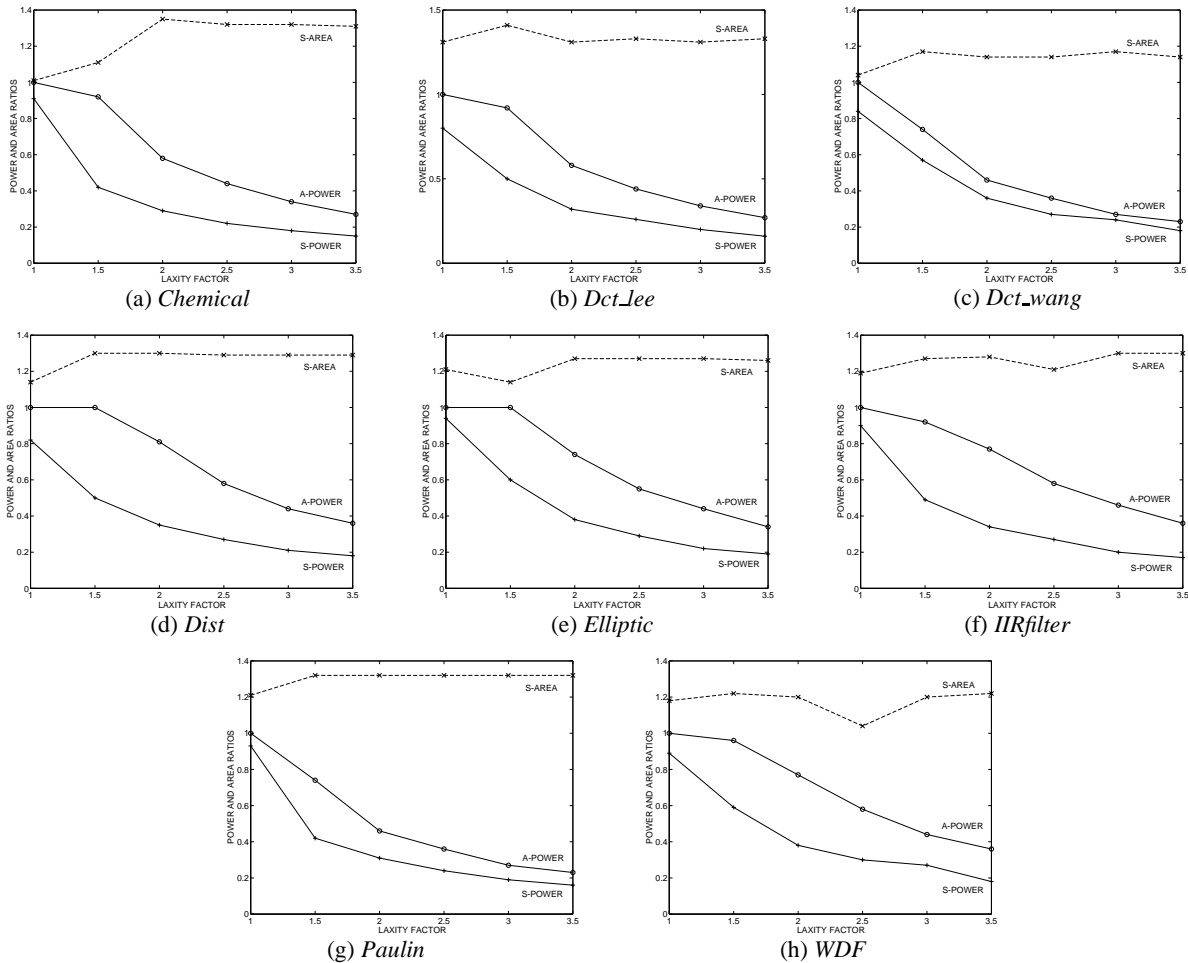 POWER AND AREA RATIOS
1.4
1.2
1
0.8
0.6
0.4
0.2
0
S-AREA
A-POWER
S-POWER
1 1.5 2 2.5 3 3.5
LAXITY FACTOR
(a) Chemical
POWER AND AREA RATIOS
1.5
1
0.5
0
S-AREA
A-POWER
S-POWER
1 1.5 2 2.5 3 3.5
LAXITY FACTOR
(b) Dct_lee
POWER AND AREA RATIOS
1.4
1.2
1
0.8
0.6
0.4
0.2
0
S-AREA
A-POWER
S-POWER
1 1.5 2 2.5 3 3.5
LAXITY FACTOR
(c) Dct_wang
POWER AND AREA RATIOS
1.4
1.2
1
0.8
0.6
0.4
0.2
0
S-AREA
A-POWER
S-POWER
1 1.5 2 2.5 3 3.5
LAXITY FACTOR
(d) Dist
POWER AND AREA RATIOS
1.4
1.2
1
0.8
0.6
0.4
0.2
0
S-AREA
A-POWER
S-POWER
1 1.5 2 2.5 3 3.5
LAXITY FACTOR
(e) Elliptic
POWER AND AREA RATIOS
1.4
1.2
1
0.8
0.6
0.4
0.2
0
S-AREA
A-POWER
S-POWER
1 1.5 2 2.5 3 3.5
LAXITY FACTOR
(f) IIRfilter
POWER AND AREA RATIOS
1.4
1.2
1
0.8
0.6
0.4
0.2
0
S-AREA
A-POWER
S-POWER
1 1.5 2 2.5 3 3.5
LAXITY FACTOR
(g) Paulin
POWER AND AREA RATIOS
1.4
1.2
1
0.8
0.6
0.4
0.2
0
S-AREA
A-POWER
S-POWER
1 1.5 2 2.5 3 3.5
LAXITY FACTOR
(h) WDF